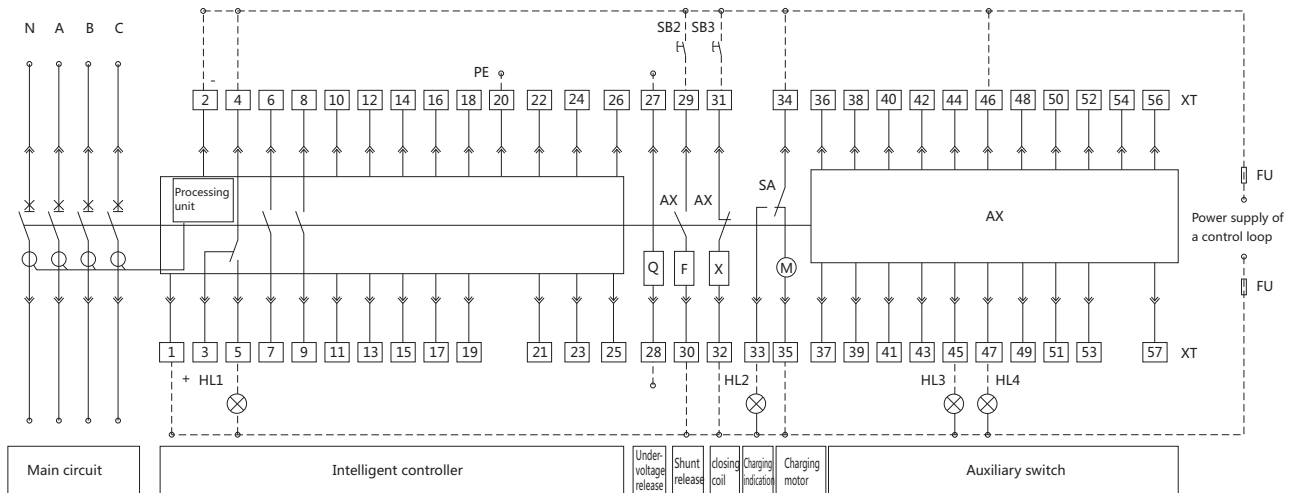 N A B C
SB2 SB3
PE
-
2 4 6 8 10 12 14 16 18 20 22 24 26 27 29 31 34 36 38 40 42 44 46 48 50 52 54 56 XT
Processing
unit
AX AX SA AX
FU
Power supply of
a control loop
Q F X M
FU
1 3 5 7 9 11 13 15 17 19 21 23 25 28 30 32 33 35 37 39 41 43 45 47 49 51 53 57 XT
+ HL1 HL2 HL3 HL4
Main circuit
Intelligent controller
Under-
voltage
release
Shunt
release
closing
coil
Charging
indication
Charging
motor
Auxiliary switch